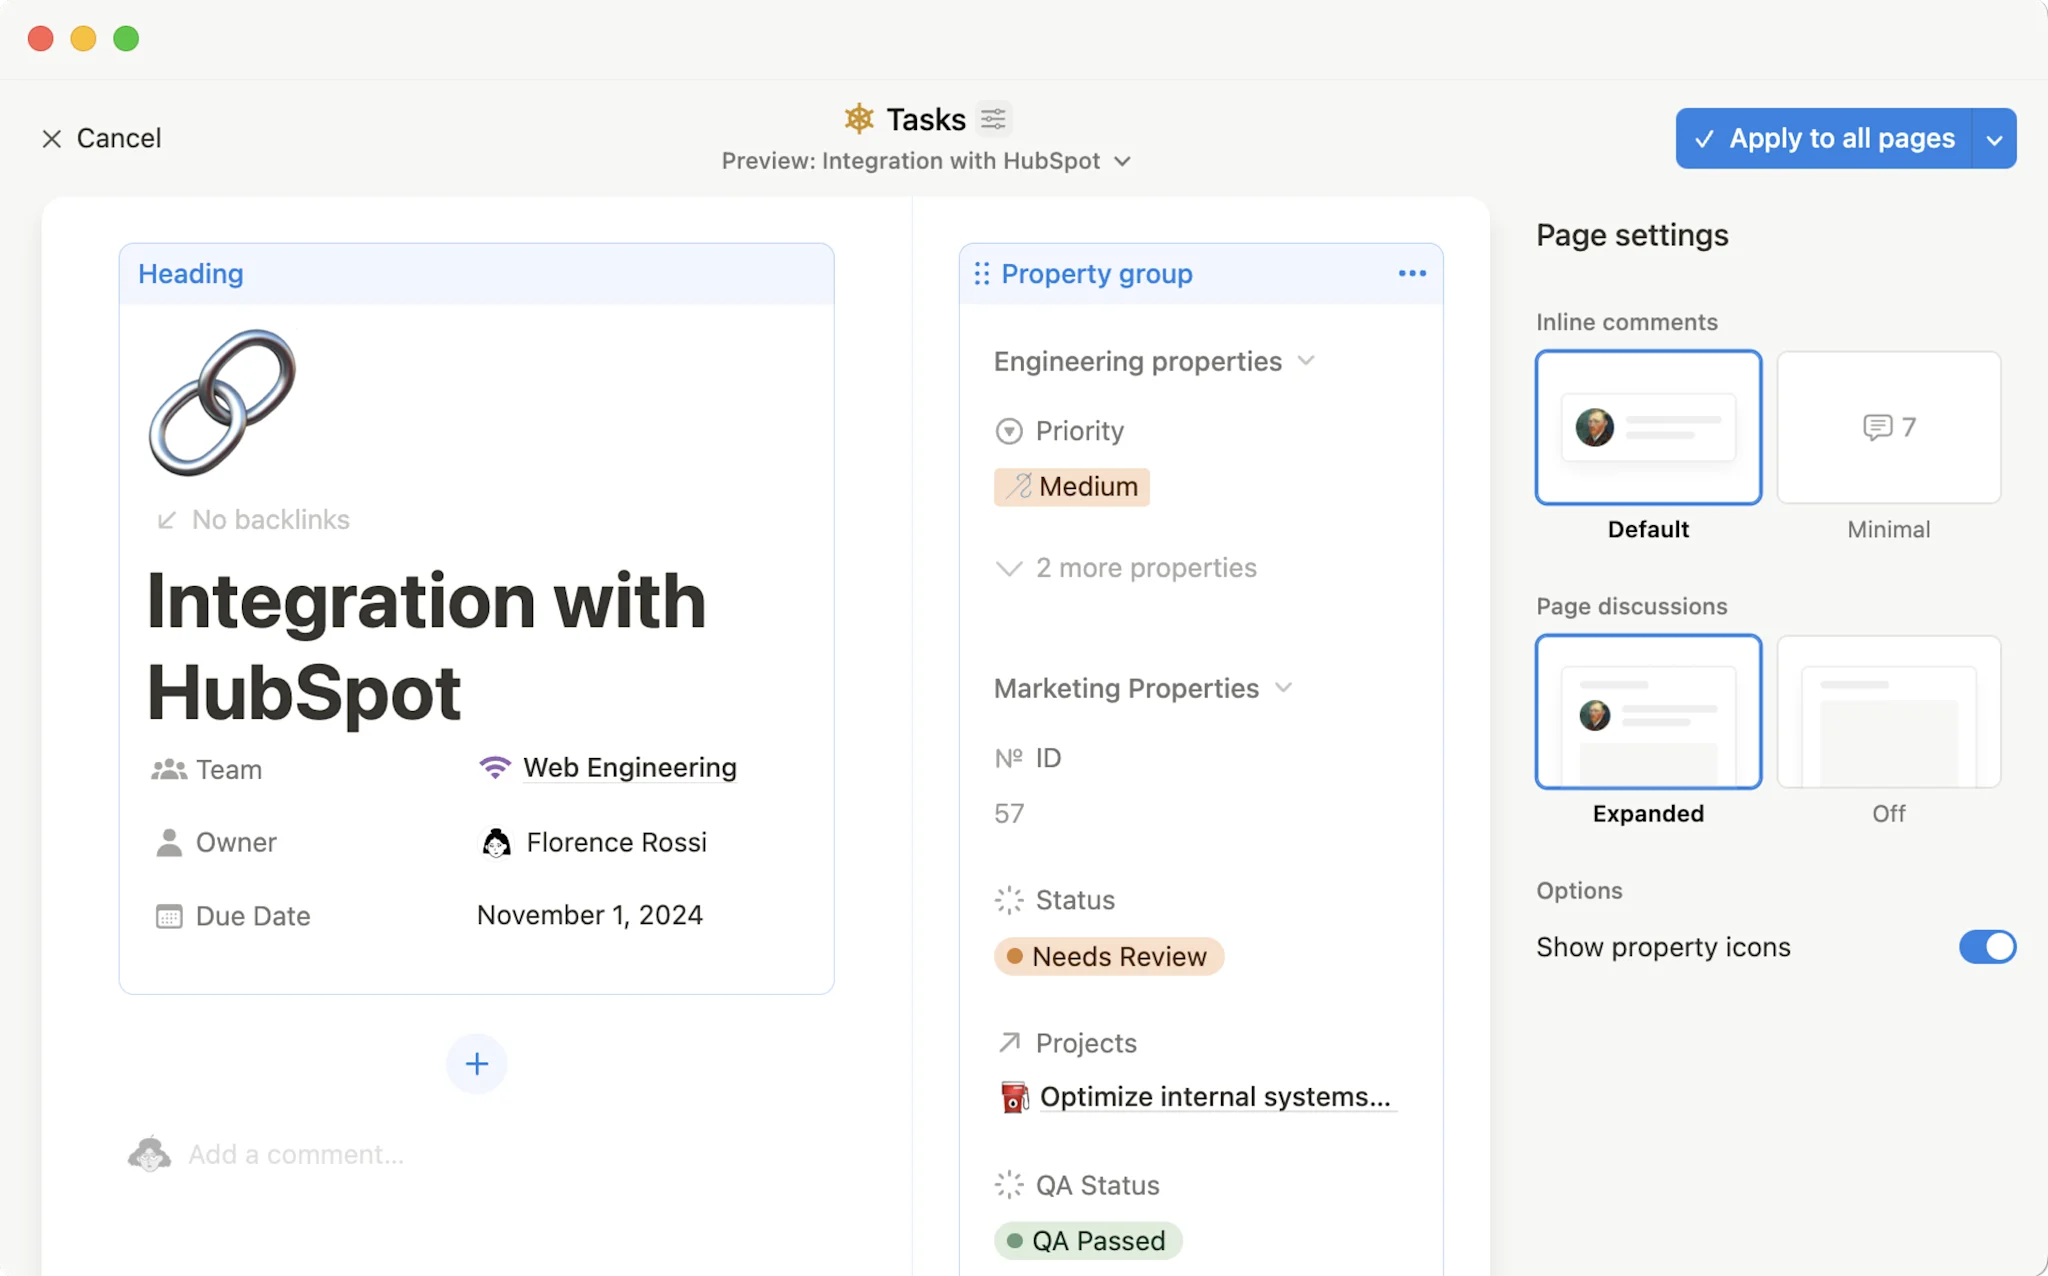 Cancel
Tasks
Preview: Integration with HubSpot
Apply to all pages
Heading
No backlinks
Integration with
HubSpot
Team
Web Engineering
Owner
Florence Rossi
Due Date
November 1, 2024
Add a comment...
Property group
Engineering properties
Priority
Medium
2 more properties
Marketing Properties
Nº ID
57
Status
Needs Review
Projects
Optimize internal systems...
QA Status
QA Passed
Page settings
Inline comments
7
Default
Minimal
Page discussions
Expanded
Off
Options
Show property icons